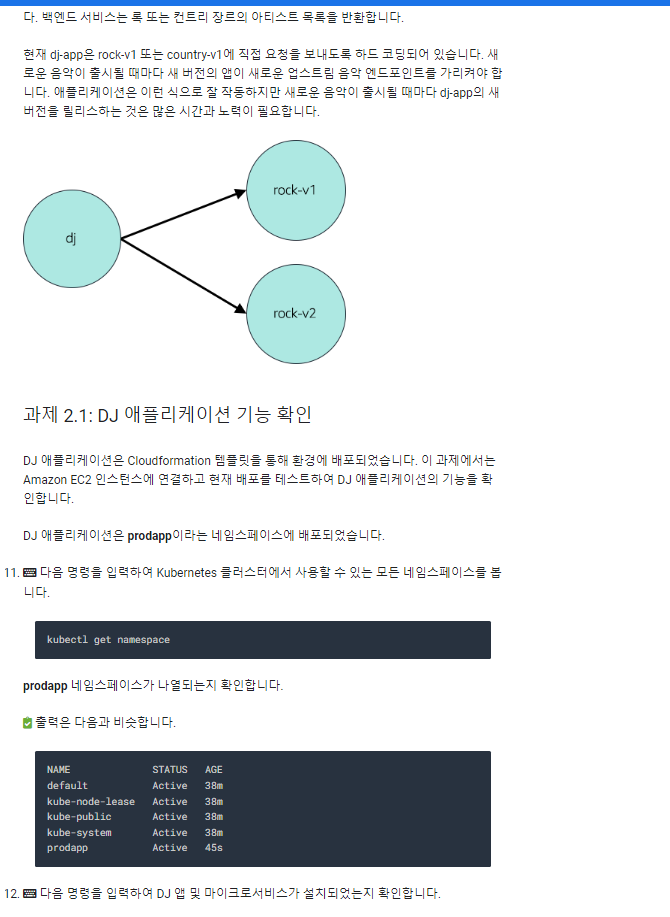 다. 백엔드 서비스는 록 또는 컨트리 장르의 아티스트 목록을 반환합니다.
현재 dj-app은 rock-v1 또는 country-v1에 직접 요청을 보내도록 하드 코딩되어 있습니다. 새
로운 음악이 출시될 때마다 새 버전의 앱이 새로운 업스트림 음악 엔드포인트를 가리켜야 합
니다. 애플리케이션은 이런 식으로 잘 작동하지만 새로운 음악이 출시될 때마다 dj-app의 새
버전을 릴리스하는 것은 많은 시간과 노력이 필요합니다.
rock-v1
dj
rock-v2
과제 2.1: DJ 애플리케이션 기능 확인
DJ 애플리케이션은 Cloudformation 템플릿을 통해 환경에 배포되었습니다. 이 과제에서는
Amazon EC2 인스턴스에 연결하고 현재 배포를 테스트하여 DJ 애플리케이션의 기능을 확
인합니다.
DJ 애플리케이션은 prodapp이라는 네임스페이스에 배포되었습니다.
11. 다음 명령을 입력하여 Kubernetes 클러스터에서 사용할 수 있는 모든 네임스페이스를 봅
니다.
kubectl get namespace
prodapp 네임스페이스가 나열되는지 확인합니다.
출력은 다음과 비슷합니다.
NAME STATUS AGE
default Active 38m
kube-node-lease Active 38m
kube-public Active 38m
kube-system Active 38m
prodapp Active 45s
12. 다음 명령을 입력하여 DJ 앱 및 마이크로서비스가 설치되었는지 확인합니다.